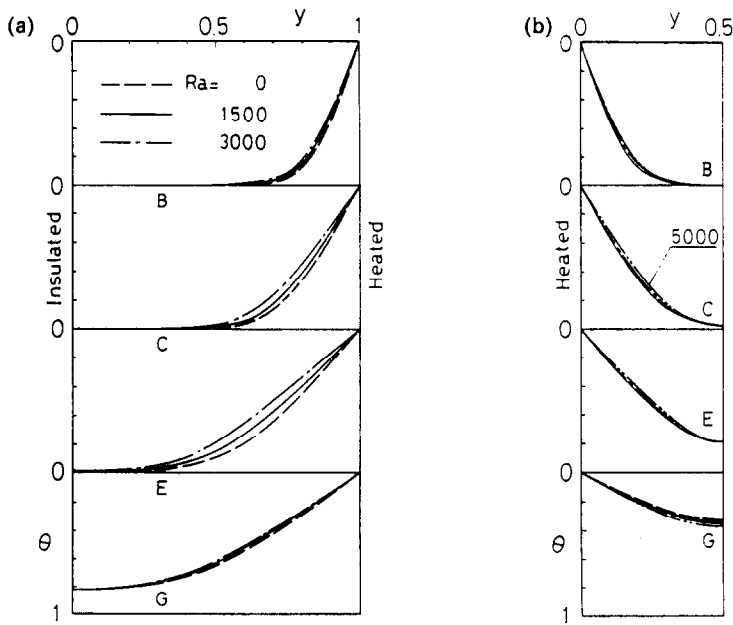 (a) 0 0.5 y 1
0
Ra= 0
1500
3000
0
B
Insulated
Heated
0
C
0
E
θ
G
1
(b) 0 y 0.5
0
B
0
Heated
5000
C
0
E
0
θ
G
1